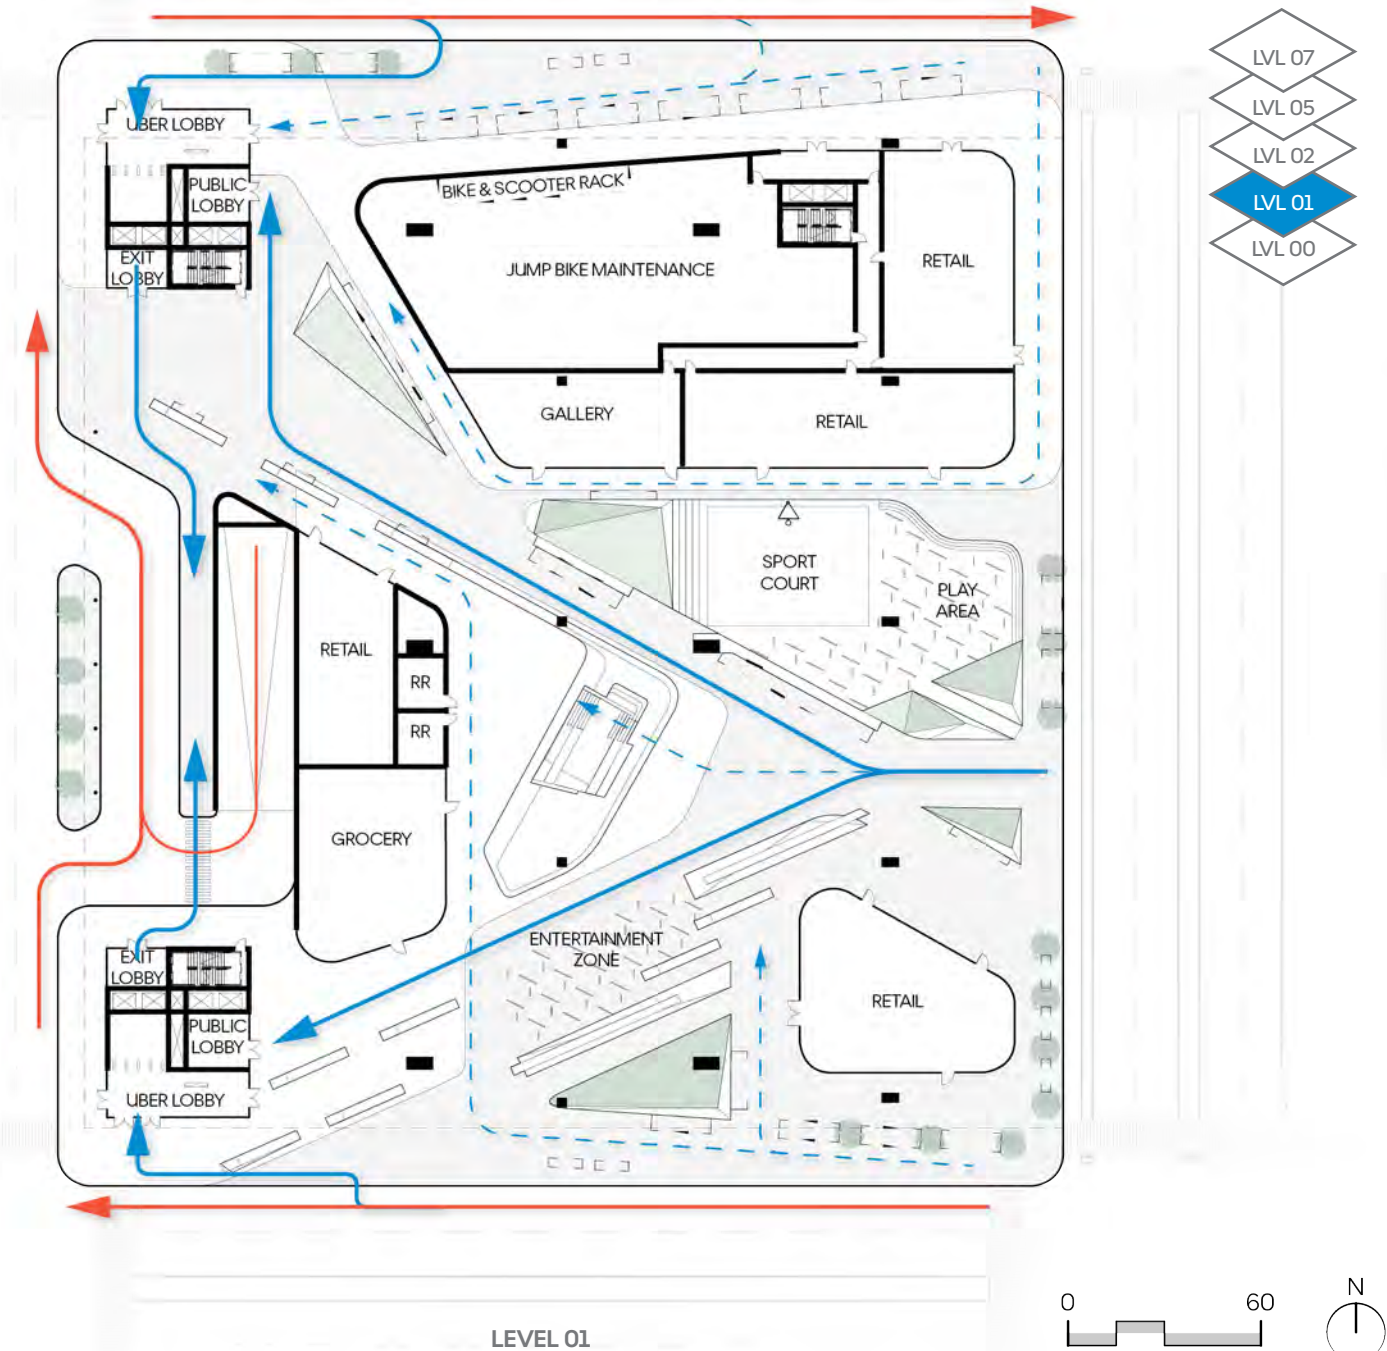 LVL 07
LVL 05
LVL 02
LVL 01
LVL 00
UBER LOBBY
PUBLIC
LOBBY
EXIT
LOBBY
BIKE & SCOOTER RACK
JUMP BIKE MAINTENANCE
RETAIL
GALLERY
RETAIL
SPORT
COURT
PLAY
AREA
RETAIL
RR
RR
GROCERY
ENTERTAINMENT
ZONE
RETAIL
EXIT
LOBBY
PUBLIC
LOBBY
UBER LOBBY
0 60
N
LEVEL 01